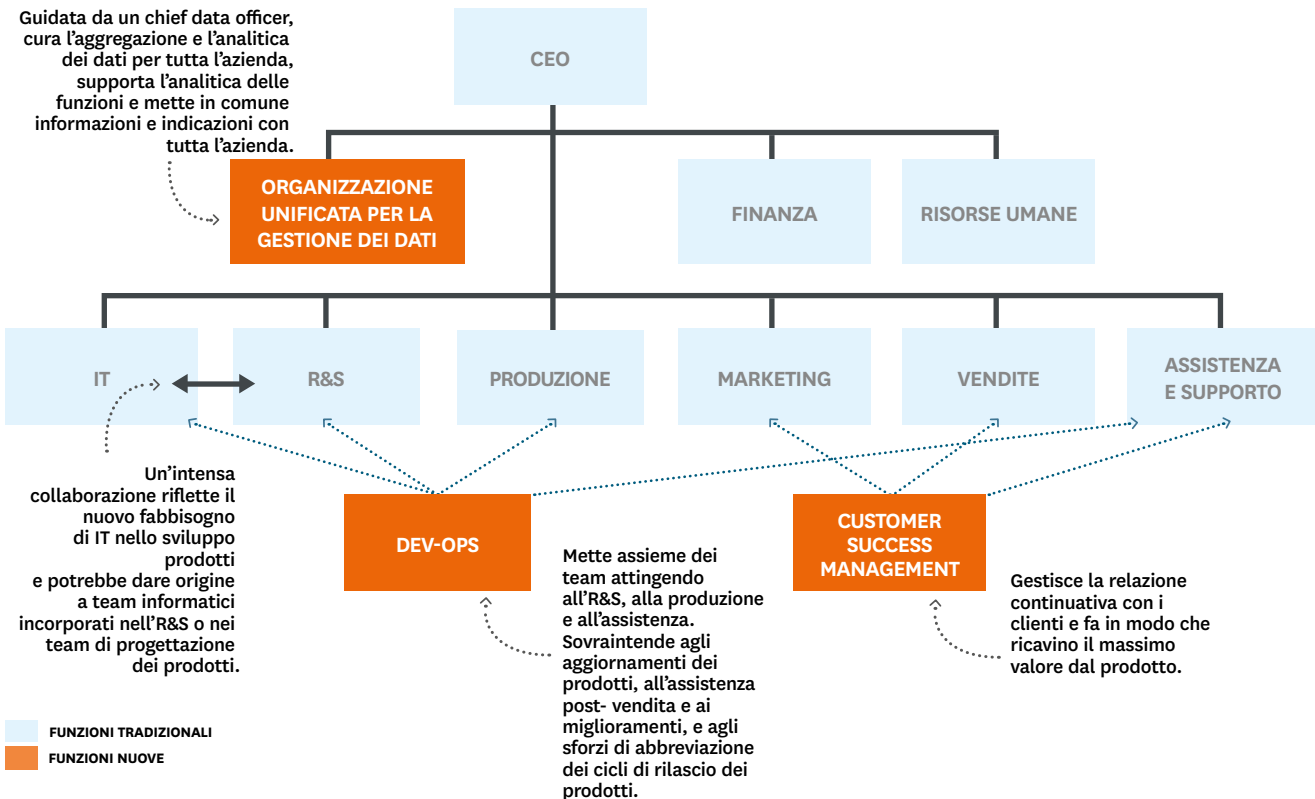 Guidata da un chief data officer,
cura l'aggregazione e l'analitica
dei dati per tutta l'azienda,
supporta l'analitica delle
funzioni e mette in comune
informazioni e indicazioni con
tutta l'azienda.
CEO
ORGANIZZAZIONE
UNIFICATA PER LA
GESTIONE DEI DATI
FINANZA
RISORSE UMANE
IT
R&S
PRODUZIONE
MARKETING
VENDITE
ASSISTENZA
E SUPPORTO
Un'intensa
collaborazione riflette il
nuovo fabbisogno
di IT nello sviluppo
prodotti
e potrebbe dare origine
a team informatici
incorporati nell'R&S o nei
team di progettazione
dei prodotti.
DEV-OPS
Mette assieme dei
team attingendo
all'R&S, alla produzione
e all'assistenza.
Sovraintende agli
aggiornamenti dei
prodotti, all'assistenza
post- vendita e ai
miglioramenti, e agli
sforzi di abbreviazione
dei cicli di rilascio dei
prodotti.
CUSTOMER
SUCCESS
MANAGEMENT
Gestisce la relazione
continuativa con i
clienti e fa in modo che
ricavino il massimo
valore dal prodotto.
FUNZIONI TRADIZIONALI
FUNZIONI NUOVE